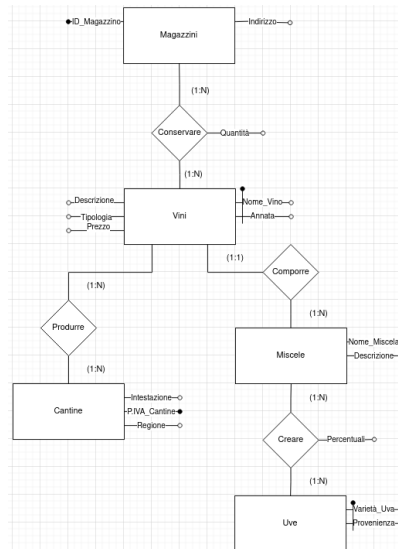 ID_Magazzino
Magazzini
Indirizzo
(1:N)
Conservare
Quantità
(1:N)
Descrizione
Tipologia
Prezzo
Vini
Nome_Vino
Annata
(1:N)
(1:1)
Produrre
Comporre
(1:N)
(1:N)
Cantine
Intestazione
P.IVA_Cantine
Regione
Miscele
Nome_Miscela
Descrizione
(1:N)
Creare
Percentuali
(1:N)
Uve
Varietà_Uva
Provenienza